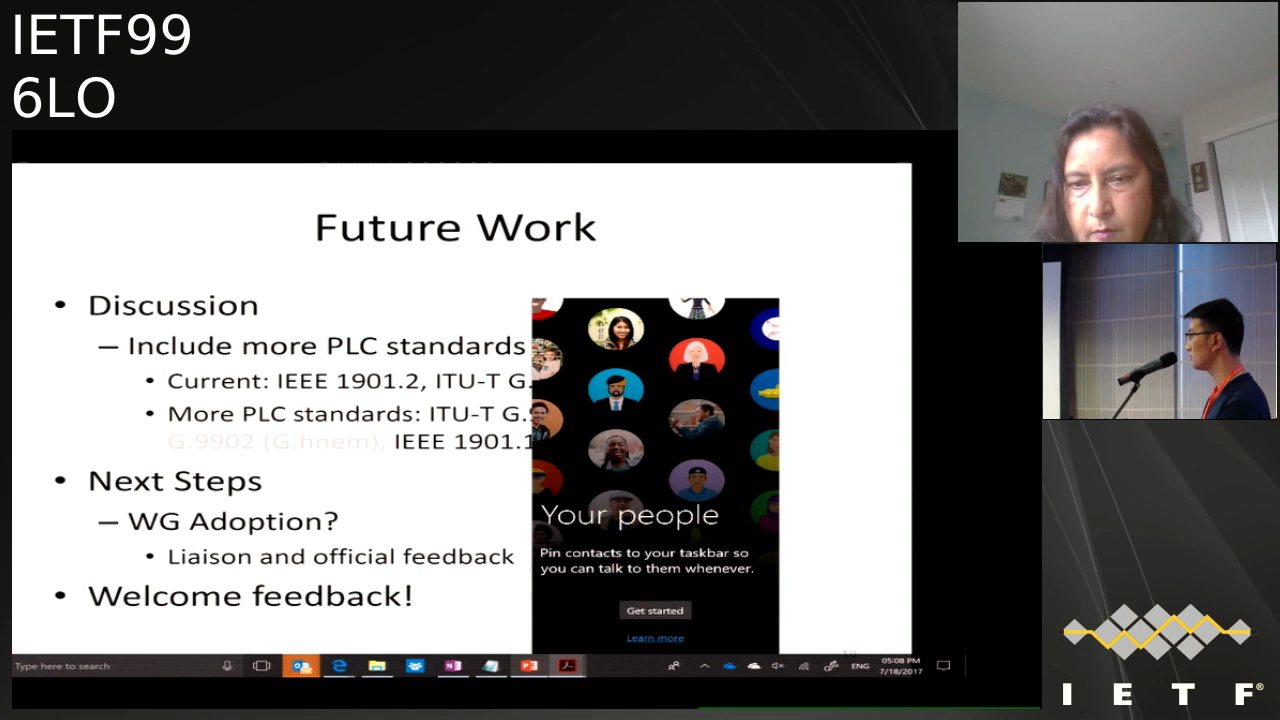 IETF99
6LO
Future Work
• Discussion
– Include more PLC standards
• Current: IEEE 1901.2, ITU-T G.
• More PLC standards: ITU-T G.
G.9902 (G.hnem), IEEE 1901.1
• Next Steps
– WG Adoption?
• Liaison and official feedback
• Welcome feedback!
Your people
Pin contacts to your taskbar so
you can talk to them whenever.
Get started
Learn more
Type here to search
ENG
05:08 PM
7/18/2017
I E T F®